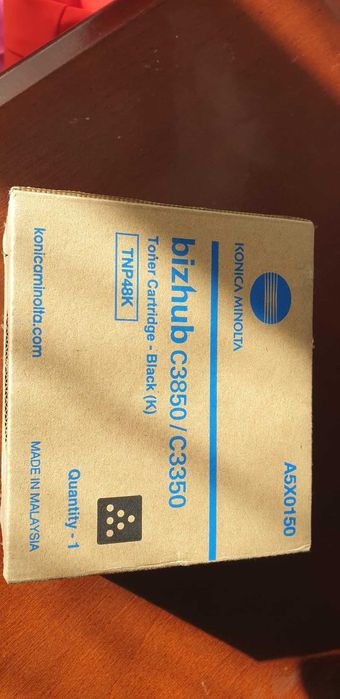 KONICA MINOLTA
A5X0150
bizhub C3850 / C3350
Toner Cartridge - Black (K)
TNP48K
Quantity - 1
konicaminolta.com
MADE IN MALAYSIA